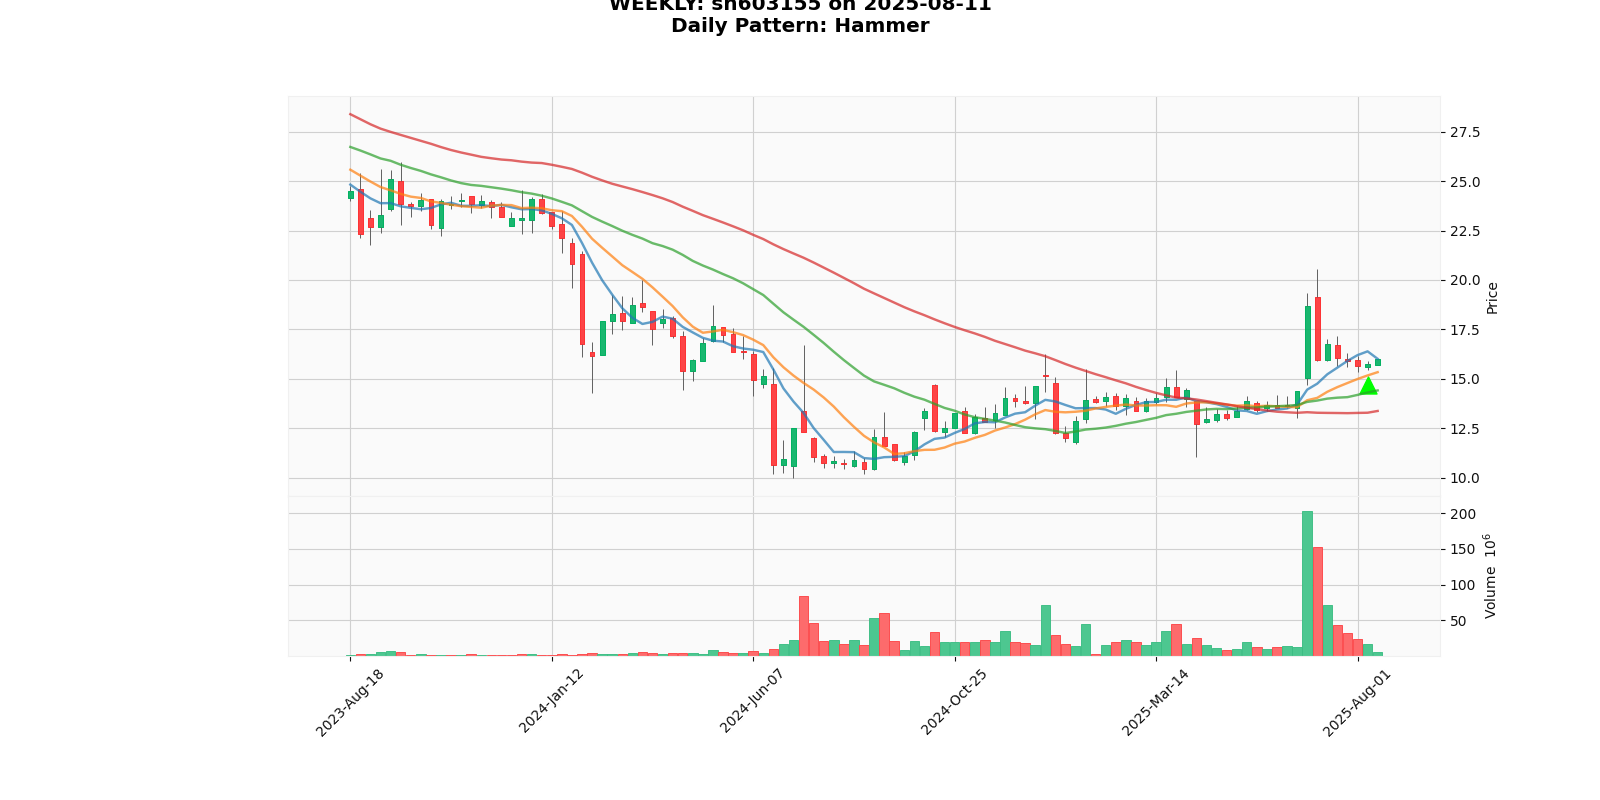 WEEKLY: sh603155 on 2025-08-11
Daily Pattern: Hammer
27.5
25.0
22.5
20.0
17.5
15.0
12.5
10.0
Price
200
150
100
50
Volume 10⁶
2023-Aug-18
2024-Jan-12
2024-Jun-07
2024-Oct-25
2025-Mar-14
2025-Aug-01